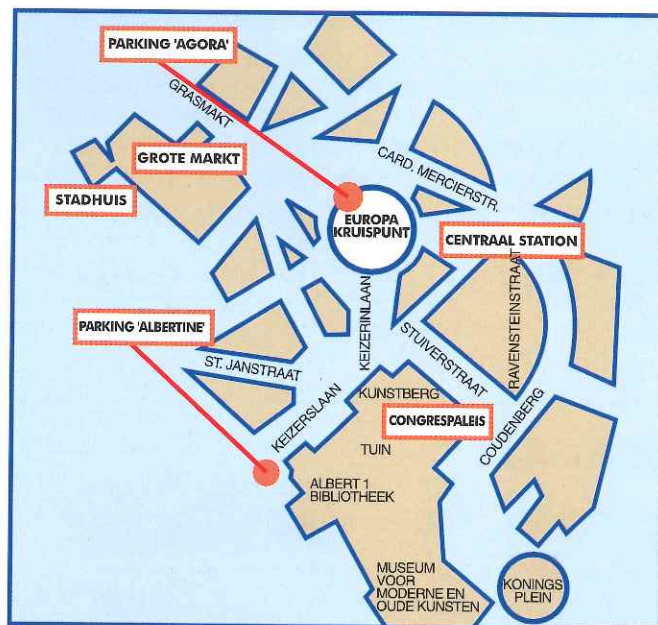 PARKING 'AGORA'
GRASMAKT
GROTE MARKT
STADHUIS
CARD. MERCIERSTR.
EUROPA
KRUISPUNT
CENTRAAL STATION
PARKING 'ALBERTINE'
KEIZERINLAAN
RAVENSTEINSTRAAT
STUIVERSTRAAT
ST. JANSTRAAT
KEIZERSLAAN
KUNSTBERG
CONGRESPALEIS
COUDENBERG
TUIN
ALBERT 1
BIBLIOTHEEK
MUSEUM
VOOR
MODERNE EN
OUDE KUNSTEN
KONINGS
PLEIN